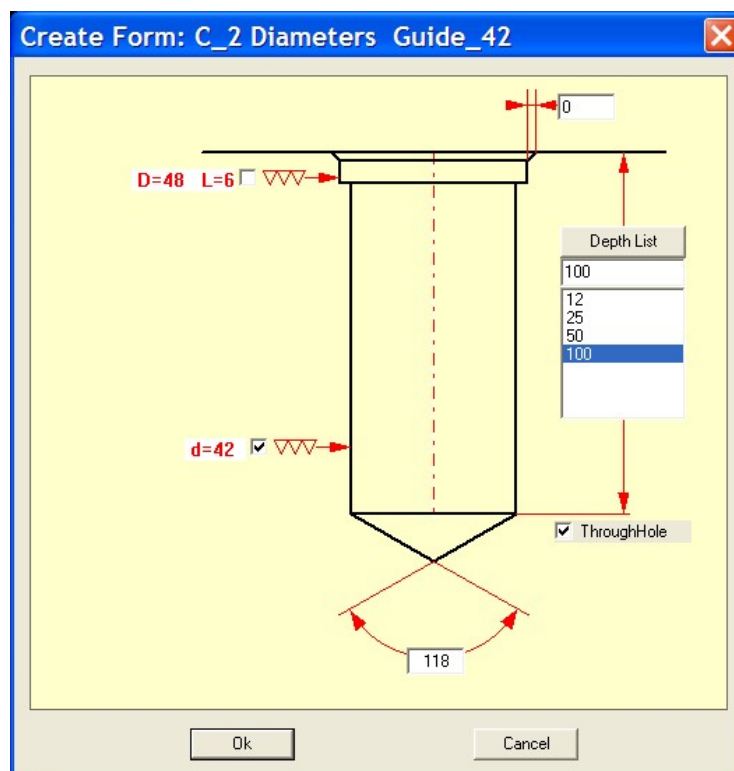 Create Form: C_2 Diameters Guide_42
0
D=48 L=6
Depth List
100
12
25
50
100
d=42
ThroughHole
118
Ok
Cancel